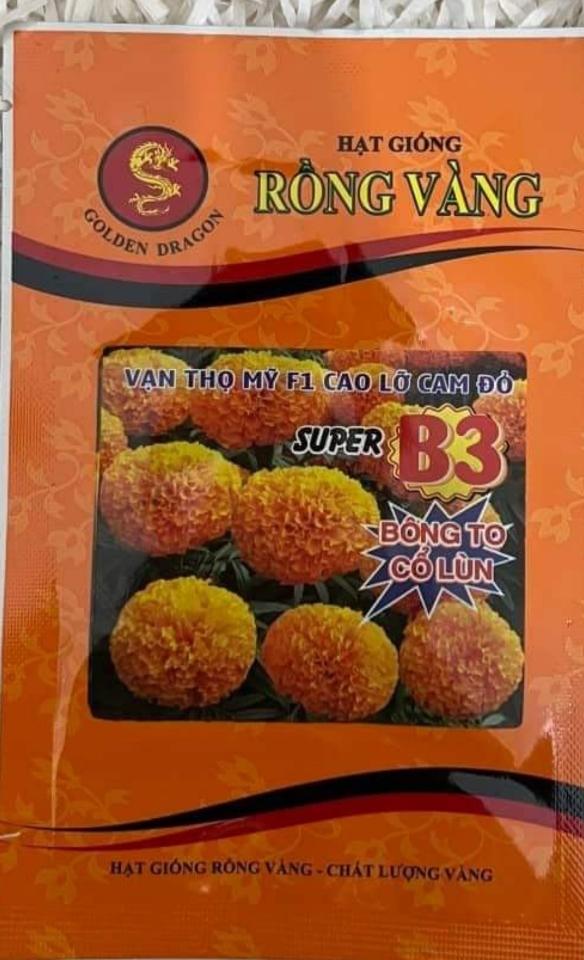 HẠT GIỐNG
RỒNG VÀNG
GOLDEN DRAGON
VẠN THỌ MỸ F1 CAO LỠ CAM ĐỎ
SUPER B3
BÔNG TO
CỔ LÙN
HẠT GIỐNG RỒNG VÀNG - CHẤT LƯỢNG VÀNG